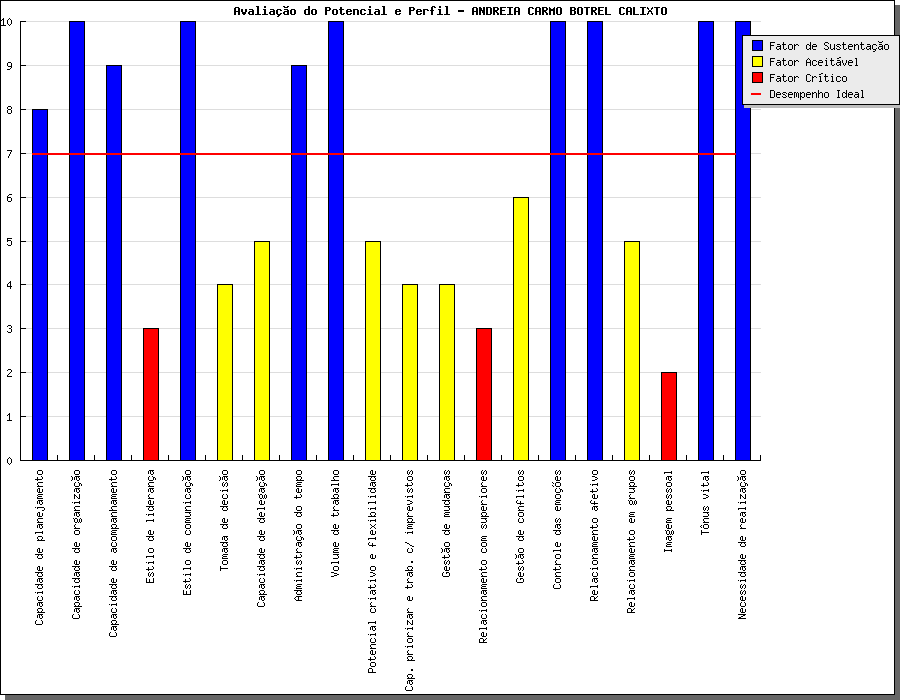 Avaliação do Potencial e Perfil - ANDREIA CARMO BOTREL CALIXTO
Fator de Sustentação
Fator Aceitável
Fator Crítico
Desempenho Ideal
10
9
8
7
6
5
4
3
2
1
0
Capacidade de planejamento
Capacidade de organização
Capacidade de acompanhamento
Estilo de liderança
Estilo de comunicação
Tomada de decisão
Capacidade de delegação
Administração do tempo
Volume de trabalho
Potencial criativo e flexibilidade
Cap. priorizar e trab. c/ imprevistos
Gestão de mudanças
Relacionamento com superiores
Gestão de conflitos
Controle das emoções
Relacionamento afetivo
Relacionamento em grupos
Imagem pessoal
Tônus vital
Necessidade de realização